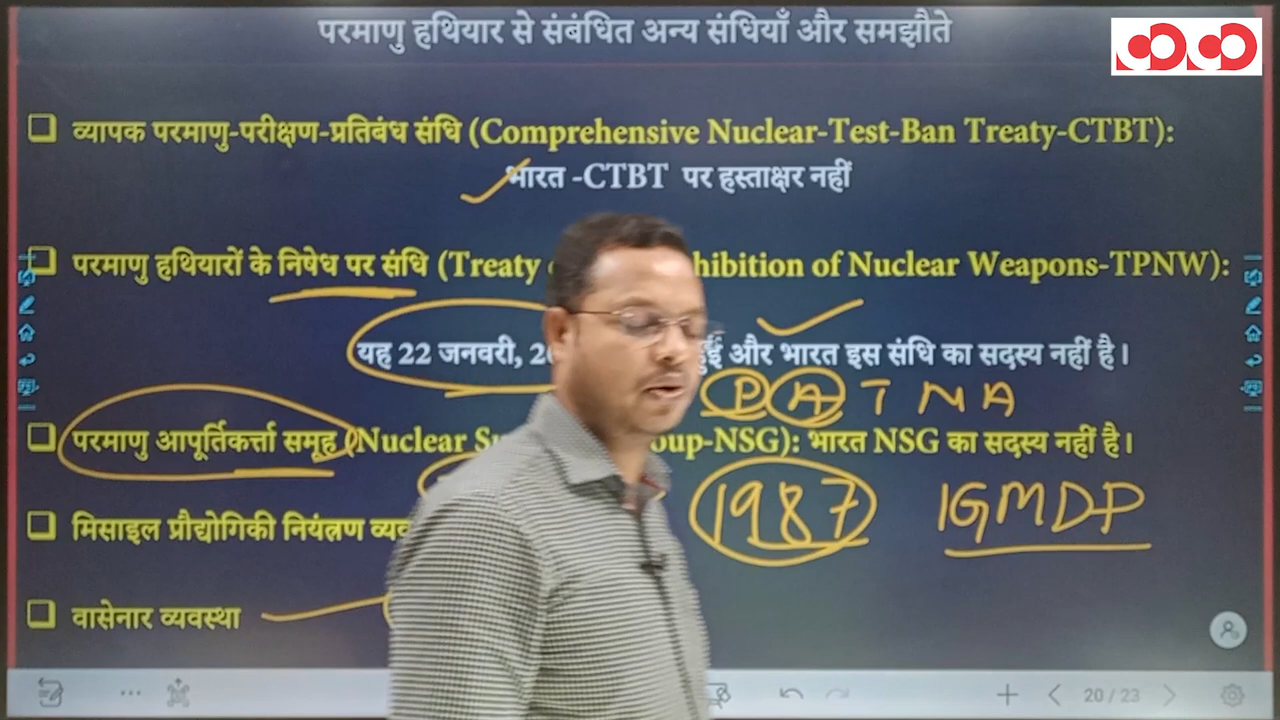 परमाणु हथियार से संबंधित अन्य संधियाँ और समझौते
व्यापक परमाणु-परीक्षण-प्रतिबंध संधि (Comprehensive Nuclear-Test-Ban Treaty-CTBT):
भारत -CTBT पर हस्ताक्षर नहीं
परमाणु हथियारों के निषेध पर संधि (Treaty of Nuclear Weapons-TPNW):
यह 22 जनवरी, और भारत इस संधि का सदस्य नहीं है।
PATNA
परमाणु आपूर्तिकर्त्ता समूह (Nuclear NSG): भारत NSG का सदस्य नहीं है।
1987 IGMDP
मिसाइल प्रौद्योगिकी नियंत्रण
वासेनार व्यवस्था
20 / 23